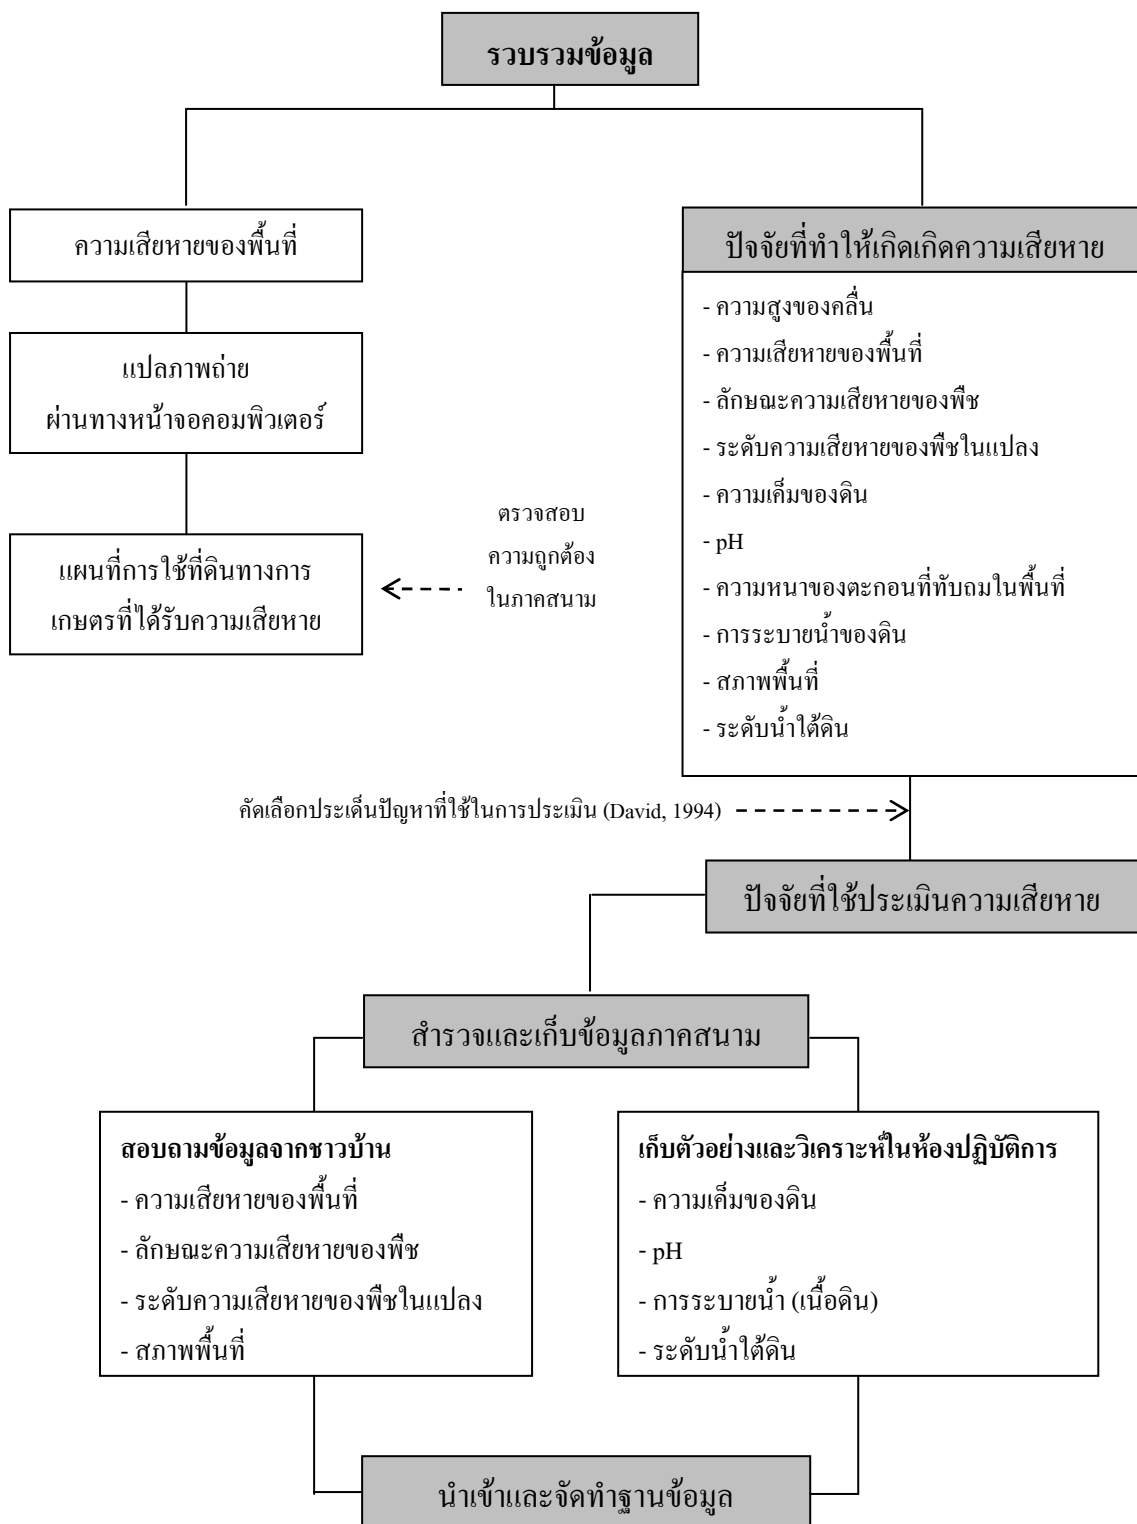 รวบรวมข้อมูล
ความเสียหายของพื้นที่
แปลภาพถ่าย
ผ่านทางหน้าจอคอมพิวเตอร์
แผนที่การใช้ที่ดินทางการ
เกษตรที่ได้รับความเสียหาย
ตรวจสอบ
ความถูกต้อง
ในภาคสนาม
ปัจจัยที่ทำให้เกิดเกิดความเสียหาย
- ความสูงของคลื่น
- ความเสียหายของพื้นที่
- ลักษณะความเสียหายของพืช
- ระดับความเสียหายของพืชในแปลง
- ความเค็มของดิน
- pH
- ความหนาของตะกอนที่ทับถมในพื้นที่
- การระบายน้ำของดิน
- สภาพพื้นที่
- ระดับน้ำใต้ดิน
คัดเลือกประเด็นปัญหาที่ใช้ในการประเมิน (David, 1994)
ปัจจัยที่ใช้ประเมินความเสียหาย
สำรวจและเก็บข้อมูลภาคสนาม
สอบถามข้อมูลจากชาวบ้าน
- ความเสียหายของพื้นที่
- ลักษณะความเสียหายของพืช
- ระดับความเสียหายของพืชในแปลง
- สภาพพื้นที่
เก็บตัวอย่างและวิเคราะห์ในห้องปฏิบัติการ
- ความเค็มของดิน
- pH
- การระบายน้ำ (เนื้อดิน)
- ระดับน้ำใต้ดิน
นำเข้าและจัดทำฐานข้อมูล